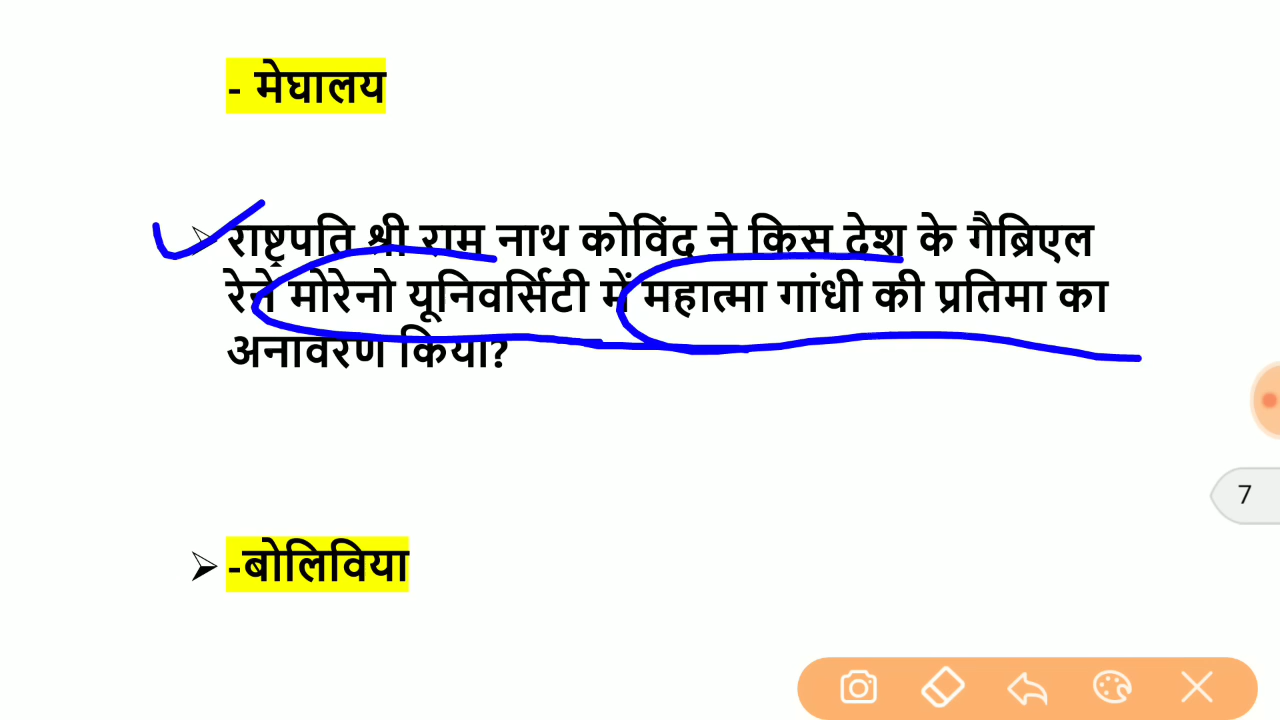 - मेघालय
➢ राष्ट्रपति श्री राम नाथ कोविंद ने किस देश के गैब्रिएल
रेने मोरेनो यूनिवर्सिटी में महात्मा गांधी की प्रतिमा का
अनावरण किया?
7
➢ -बोलिविया